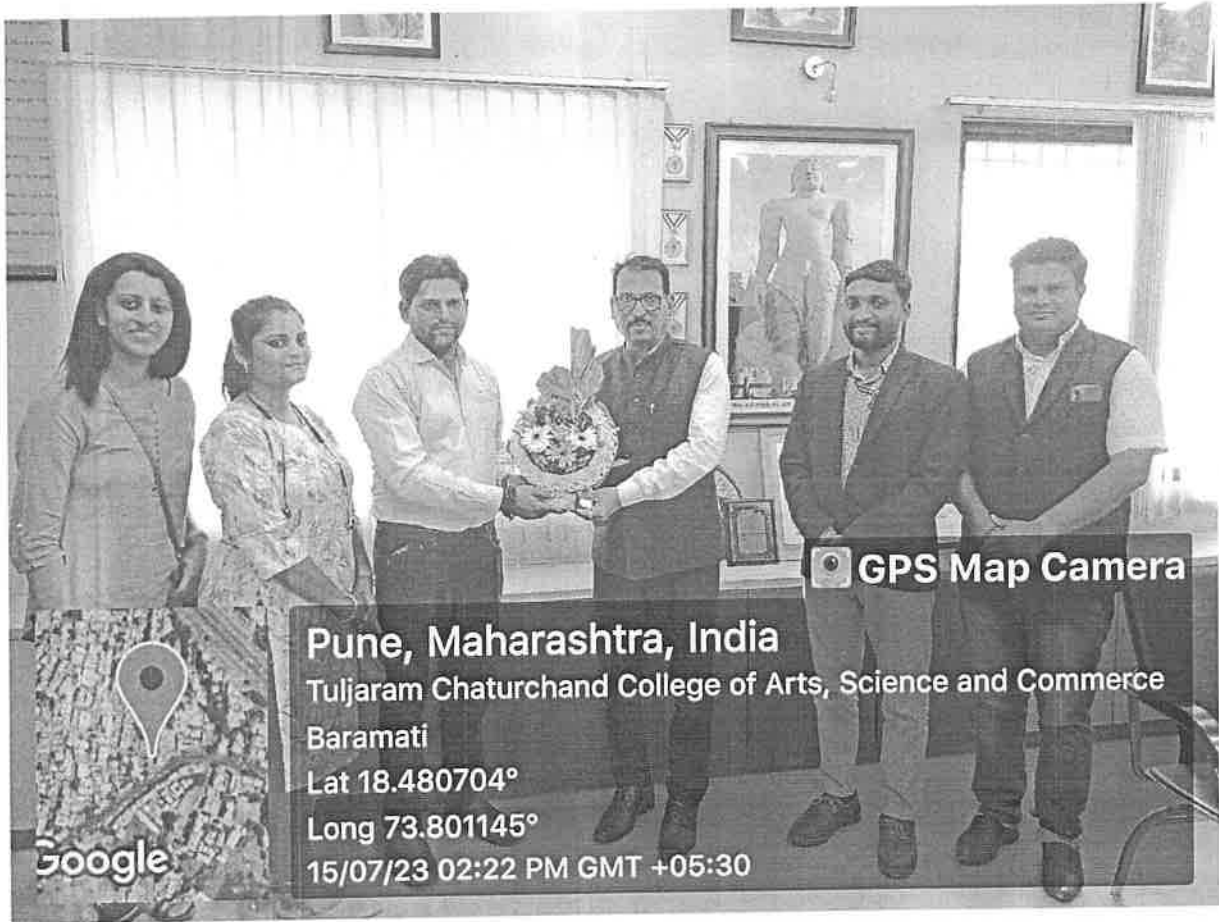 GPS Map Camera
Pune, Maharashtra, India
Tuljaram Chaturchand College of Arts, Science and Commerce
Baramati
Lat 18.480704°
Long 73.801145°
15/07/23 02:22 PM GMT +05:30
Google